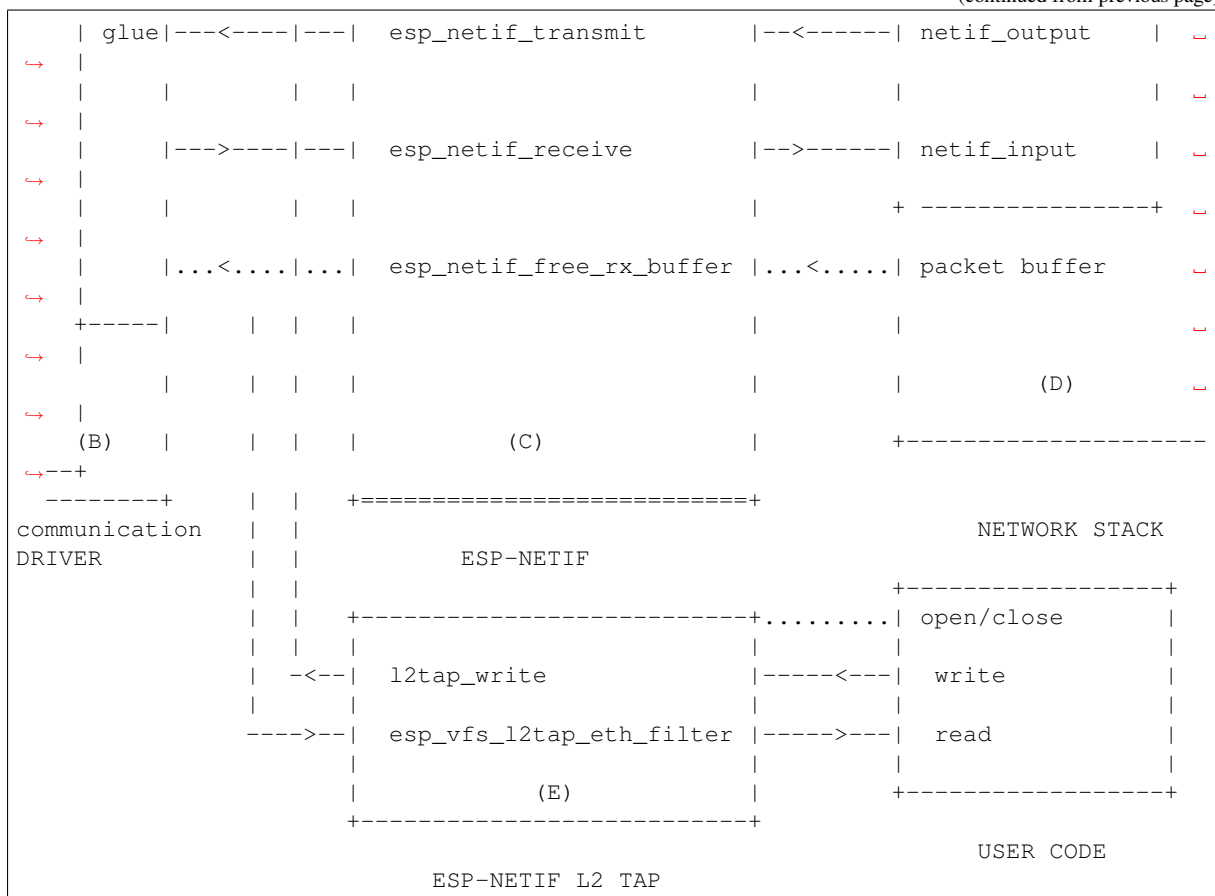 (continued from previous page)
     | glue|---<----|---|  esp_netif_transmit       |--<------| netif_output     |  ␣
↪  |
     |      |        |   |                           |         |                  |  ␣
↪  |
     |      |--->----|---|  esp_netif_receive        |-->------| netif_input      |  ␣
↪  |
     |      |        |   |                           |         + ----------------+  ␣
↪  |
     |      |...<....|...|  esp_netif_free_rx_buffer |...<.....| packet buffer       ␣
↪  |
     +-----|     |  |   |                           |         |                     ␣
↪  |
           |     |  |   |                           |         |         (D)         ␣
↪  |
    (B)    |     |  |   |          (C)              |         +---------------------
↪--+
  --------+      |  |   +===========================+
communication    |  |                                               NETWORK STACK
DRIVER           |  |           ESP-NETIF
                 |  |                                         +------------------+
                 |  |   +---------------------------+.........| open/close       |
                 |  |   |                           |         |                  |
                 |  -<--|  l2tap_write              |-----<---|  write           |
                 |      |                           |         |                  |
                 ---->--|  esp_vfs_l2tap_eth_filter |----->---|  read            |
                        |                           |         |                  |
                        |            (E)            |         +------------------+
                        +---------------------------+
                                                                    USER CODE
                             ESP-NETIF L2 TAP